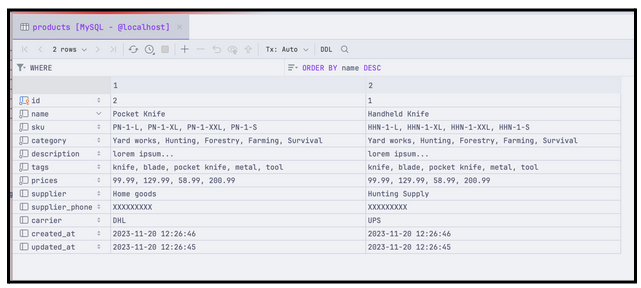 products [MySQL - @localhost]
2 rows Tx: Auto DDL
WHERE ORDER BY name DESC
1 2
id 2 1
name Pocket Knife Handheld Knife
sku PN-1-L, PN-1-XL, PN-1-XXL, PN-1-S HHN-1-L, HHN-1-XL, HHN-1-XXL, HHN-1-S
category Yard works, Hunting, Forestry, Farming, Survival Yard works, Hunting, Forestry, Farming, Survival
description lorem ipsum... lorem ipsum...
tags knife, blade, pocket knife, metal, tool knife, blade, pocket knife, metal, tool
prices 99.99, 129.99, 58.99, 200.99 99.99, 129.99, 58.99, 200.99
supplier Home goods Hunting Supply
supplier_phone XXXXXXXXX XXXXXXXXX
carrier DHL UPS
created_at 2023-11-20 12:26:46 2023-11-20 12:26:46
updated_at 2023-11-20 12:26:45 2023-11-20 12:26:45